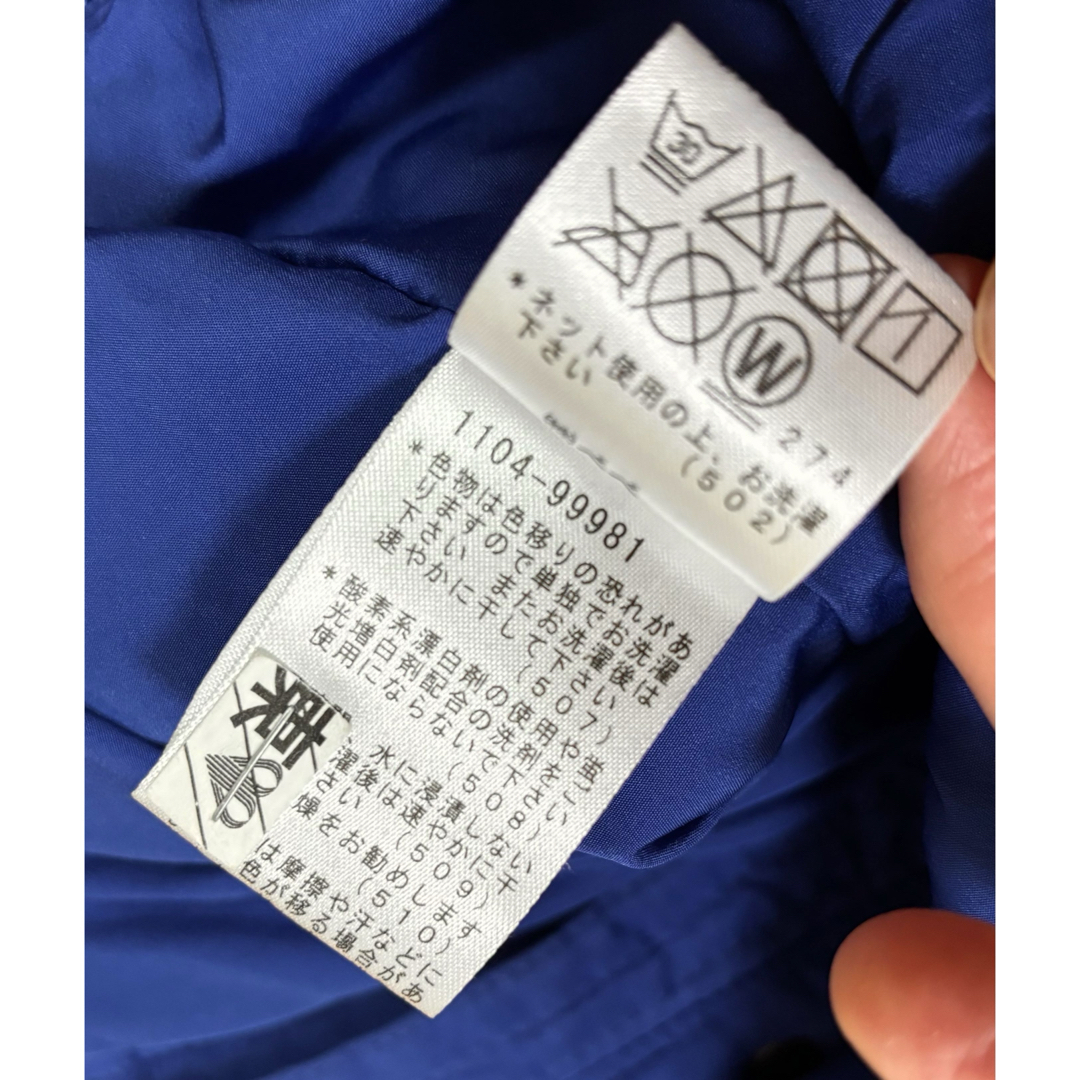 30
W
274
*ネット使用の上、お洗濯
下さい (502)
1104-99981
*色物は色移りの恐れがあ
りますので単独でお洗濯
下さい またお洗濯後は
速やかに干して下さい
(507)
*酸素系漂白剤の使用や蛍
光増白剤配合の洗剤をご
使用にならないで下さい
(508)
、水に浸漬しない
濯後は速やかに干
さい (509)
燥をお勧めします
(510)
は摩擦や汗などに
色が移る場合があ